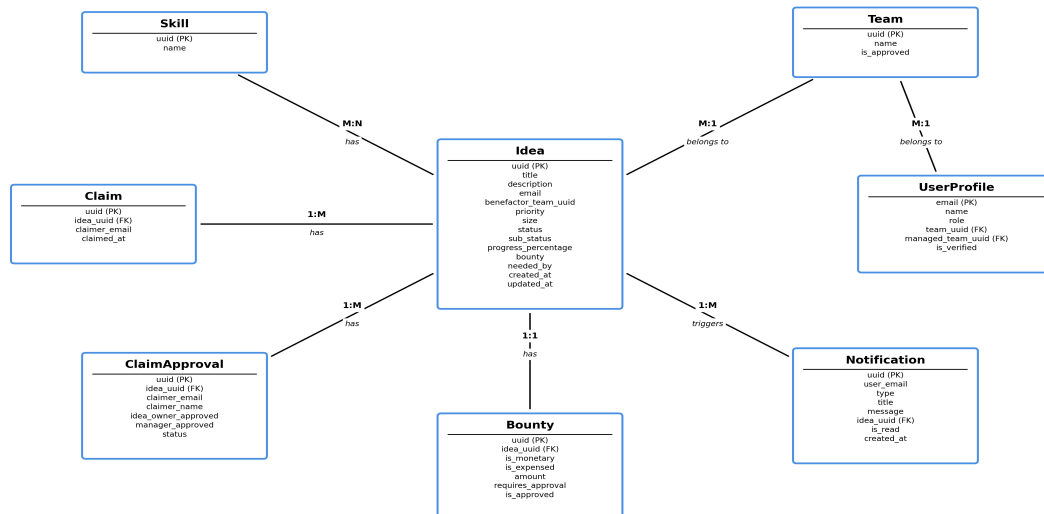 Skill
uuid (PK)
name
Team
uuid (PK)
name
is_approved
M:N
has
M:1
belongs to
M:1
belongs to
Idea
uuid (PK)
title
description
email
benefactor_team_uuid
priority
size
status
sub_status
progress_percentage
bounty
needed_by
created_at
updated_at
Claim
uuid (PK)
idea_uuid (FK)
claimer_email
claimed_at
1:M
has
UserProfile
email (PK)
name
role
team_uuid (FK)
managed_team_uuid (FK)
is_verified
1:M
has
1:1
has
1:M
triggers
ClaimApproval
uuid (PK)
idea_uuid (FK)
claimer_email
claimer_name
idea_owner_approved
manager_approved
status
Bounty
uuid (PK)
idea_uuid (FK)
is_monetary
is_expensed
amount
requires_approval
is_approved
Notification
uuid (PK)
user_email
type
title
message
idea_uuid (FK)
is_read
created_at